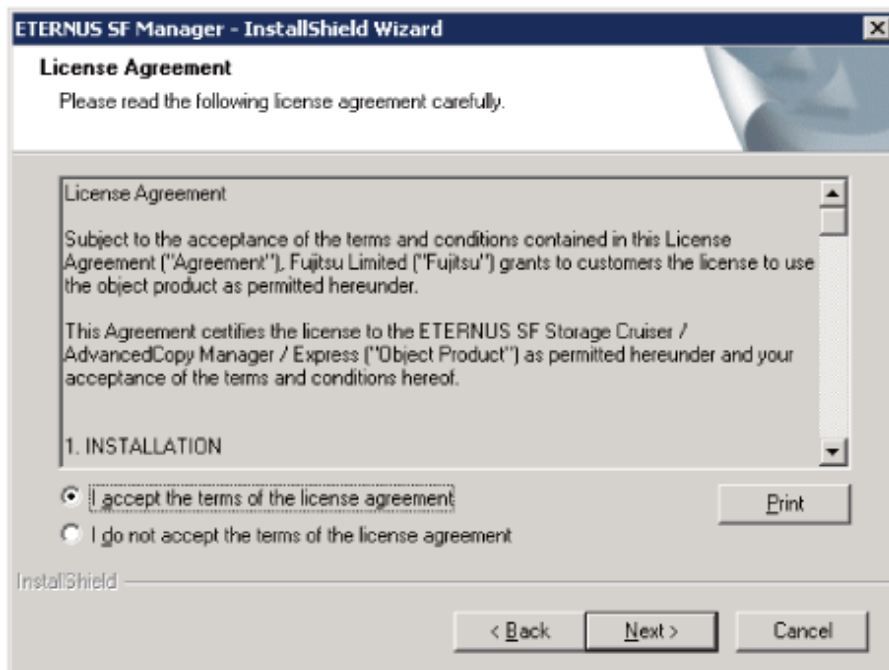 ETERNUS SF Manager - InstallShield Wizard
License Agreement
Please read the following license agreement carefully.
License Agreement
Subject to the acceptance of the terms and conditions contained in this License
Agreement ("Agreement"), Fujitsu Limited ("Fujitsu") grants to customers the license to use
the object product as permitted hereunder.
This Agreement certifies the license to the ETERNUS SF Storage Cruiser /
AdvancedCopy Manager / Express ("Object Product") as permitted hereunder and your
acceptance of the terms and conditions hereof.
1. INSTALLATION
I accept the terms of the license agreement
Print
I do not accept the terms of the license agreement
InstallShield
< Back
Next >
Cancel